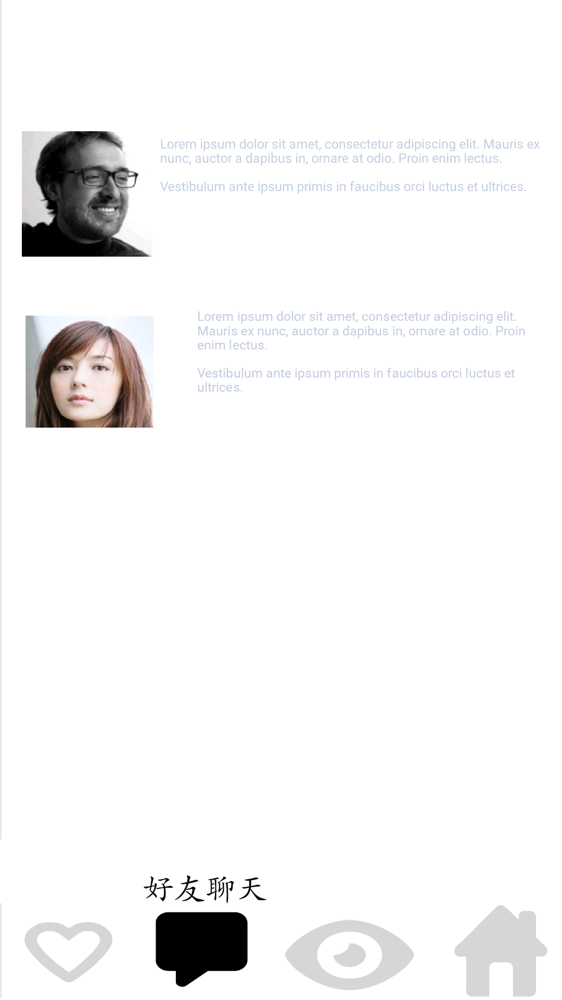 Lorem ipsum dolor sit amet, consectetur adipiscing elit. Mauris ex
nunc, auctor a dapibus in, ornare at odio. Proin enim lectus.
Vestibulum ante ipsum primis in faucibus orci luctus et ultrices.
Lorem ipsum dolor sit amet, consectetur adipiscing elit.
Mauris ex nunc, auctor a dapibus in, ornare at odio. Proin
enim lectus.
Vestibulum ante ipsum primis in faucibus orci luctus et
ultrices.
好友聊天